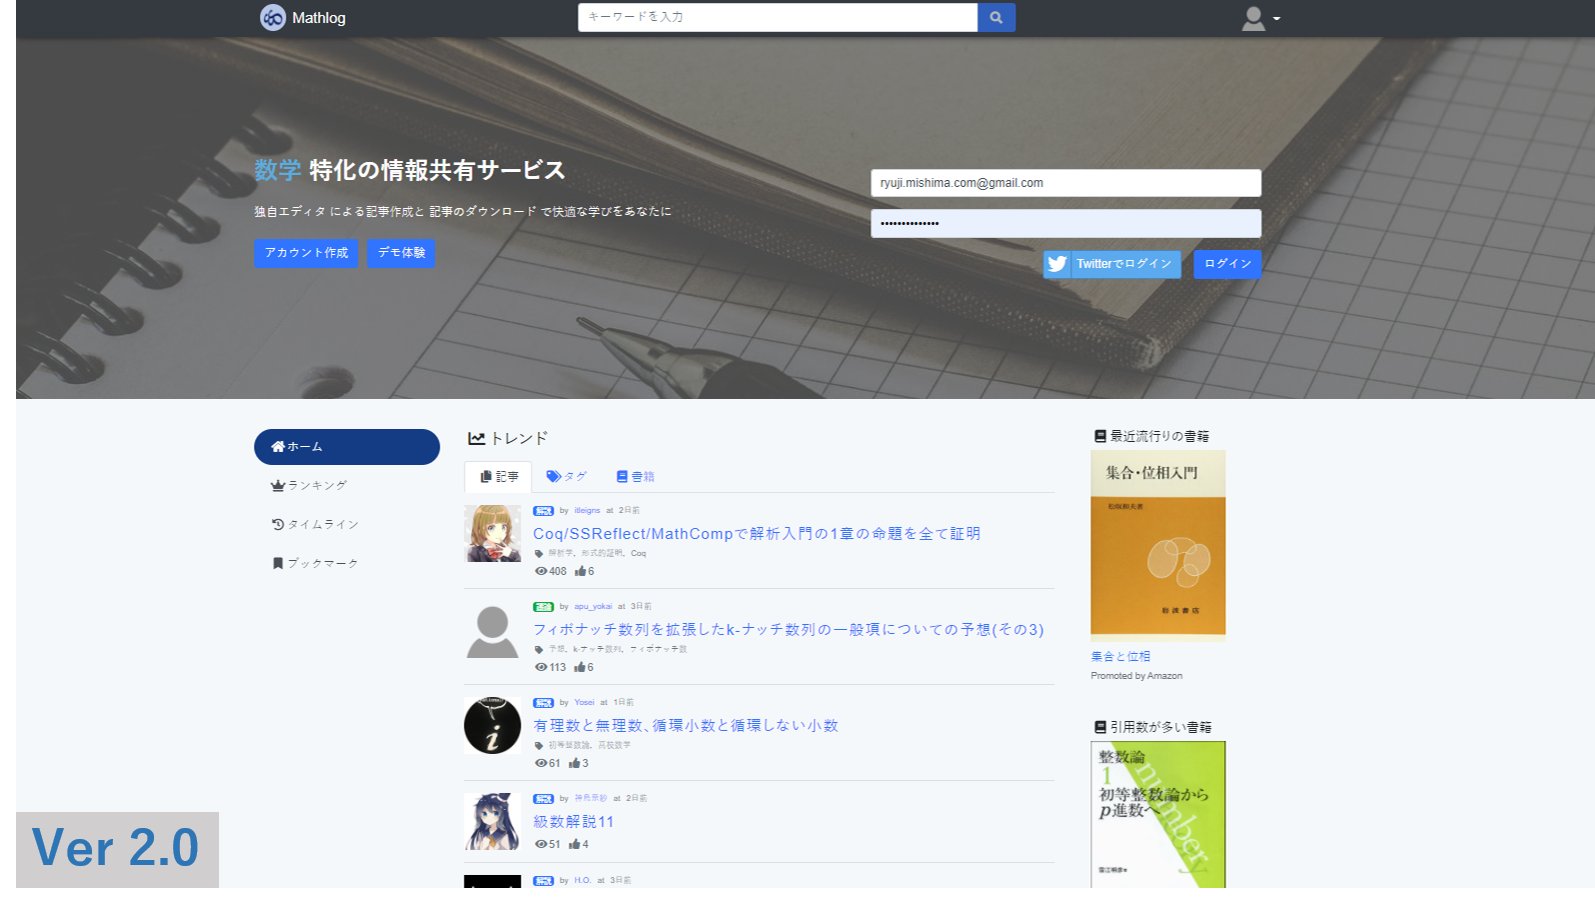 Mathlog
キーワードを入力
数学 特化の情報共有サービス
独自エディタ による記事作成と 記事のダウンロード で快適な学びをあなたに
アカウント作成
デモ体験
ryuji.mishima.com@gmail.com
••••••••••••••
Twitterでログイン
ログイン
ホーム
ランキング
タイムライン
ブックマーク
トレンド
記事
タグ
書籍
解説 by itleigns at 2日前
Coq/SSReflect/MathCompで解析入門の1章の命題を全て証明
解析学, 形式的証明, Coq
408 6
by apu_yokai at 3日前
フィボナッチ数列を拡張したk-ナッチ数列の一般項についての予想(その3)
予想, k-ナッチ数列, フィボナッチ数
113 6
解説 by Yosei at 1日前
有理数と無理数、循環小数と循環しない小数
初等整数論, 高校数学
61 3
解説 by at 2日前
級数解説11
51 4
解説 by H.O. at 3日前
最近流行りの書籍
集合・位相入門
松坂和夫著
岩波書店
集合と位相
Promoted by Amazon
引用数が多い書籍
整数論
1
初等整数論から
p進数へ
number
雪江明彦著
Ver 2.0